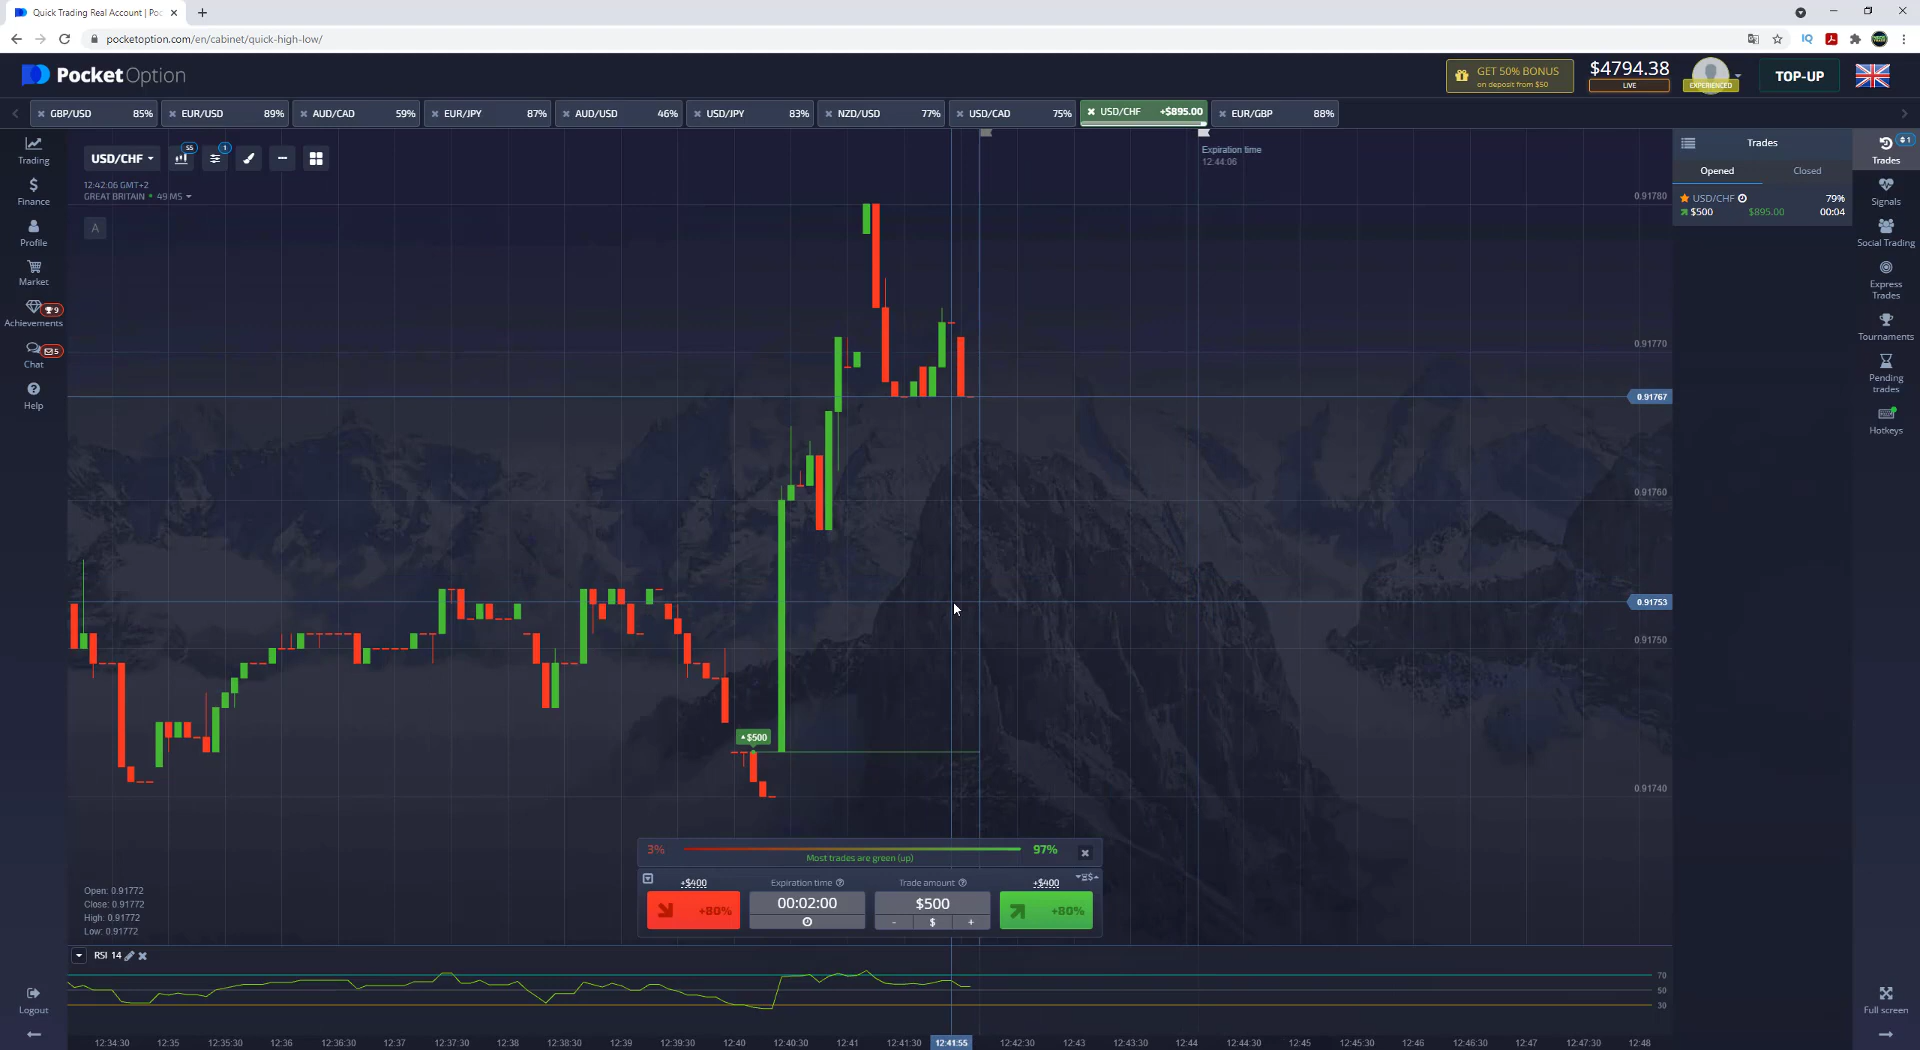 Quick Trading Real Account | Poc
pocketoption.com/en/cabinet/quick-high-low/
PocketOption
GET 50% BONUS
on deposit from $50
$4794.38
LIVE
EXPERIENCED
TOP-UP
GBP/USD 85%
EUR/USD 89%
AUD/CAD 59%
EUR/JPY 87%
AUD/USD 46%
USD/JPY 83%
NZD/USD 77%
USD/CAD 75%
USD/CHF +$895.00
EUR/GBP 88%
Trading
Finance
Profile
Market
Achievements
9
Chat
5
Help
Logout
USD/CHF
S5
1
12:42:06 GMT+2
GREAT BRITAIN • 49 MS
A
Expiration time
12:44:06
0.91780
0.91770
0.91767
0.91760
0.91753
0.91750
0.91740
$500
Open: 0.91772
Close: 0.91772
High: 0.91772
Low: 0.91772
3%
Most trades are green (up)
97%
+$400
Expiration time
Trade amount
+$400
+80%
00:02:00
$500
- $ +
+80%
RSI 14
70
50
30
12:34:30 12:35 12:35:30 12:36 12:36:30 12:37 12:37:30 12:38 12:38:30 12:39 12:39:30 12:40 12:40:30 12:41 12:41:30 12:41:55 12:42:30 12:43 12:43:30 12:44 12:44:30 12:45 12:45:30 12:46 12:46:30 12:47 12:47:30 12:48
Trades
Opened Closed
USD/CHF 79%
$500 $895.00 00:04
1
Trades
Signals
Social Trading
Express
Trades
Tournaments
Pending
trades
Hotkeys
Full screen